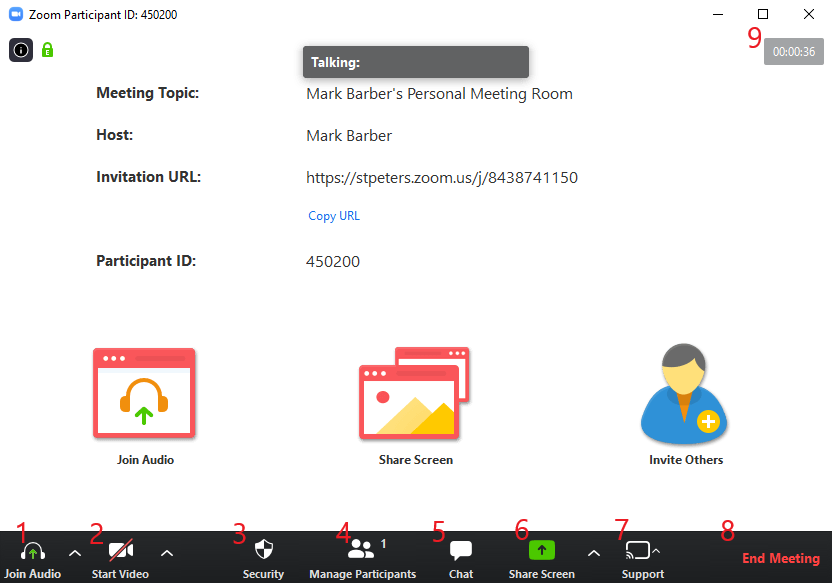 Zoom Participant ID: 450200
9
00:00:36
E
Talking:
Meeting Topic: Mark Barber's Personal Meeting Room
Host: Mark Barber
Invitation URL: https://stpeters.zoom.us/j/8438741150
Copy URL
Participant ID: 450200
Join Audio Share Screen Invite Others
1 2 3 4 5 6 7 8
1
Join Audio Start Video Security Manage Participants Chat Share Screen Support End Meeting